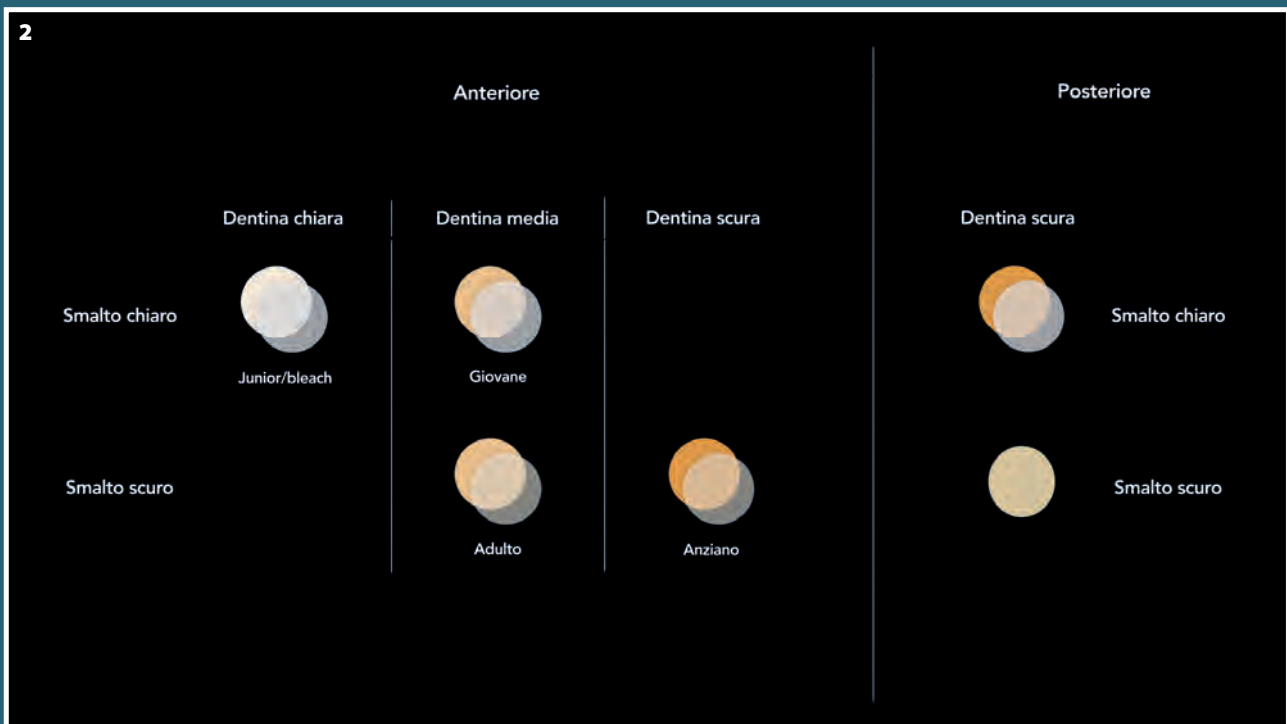 2
Anteriore
Posteriore
Dentina chiara
Dentina media
Dentina scura
Dentina scura
Smalto chiaro
Smalto chiaro
Junior/bleach
Giovane
Smalto scuro
Smalto scuro
Adulto
Anziano